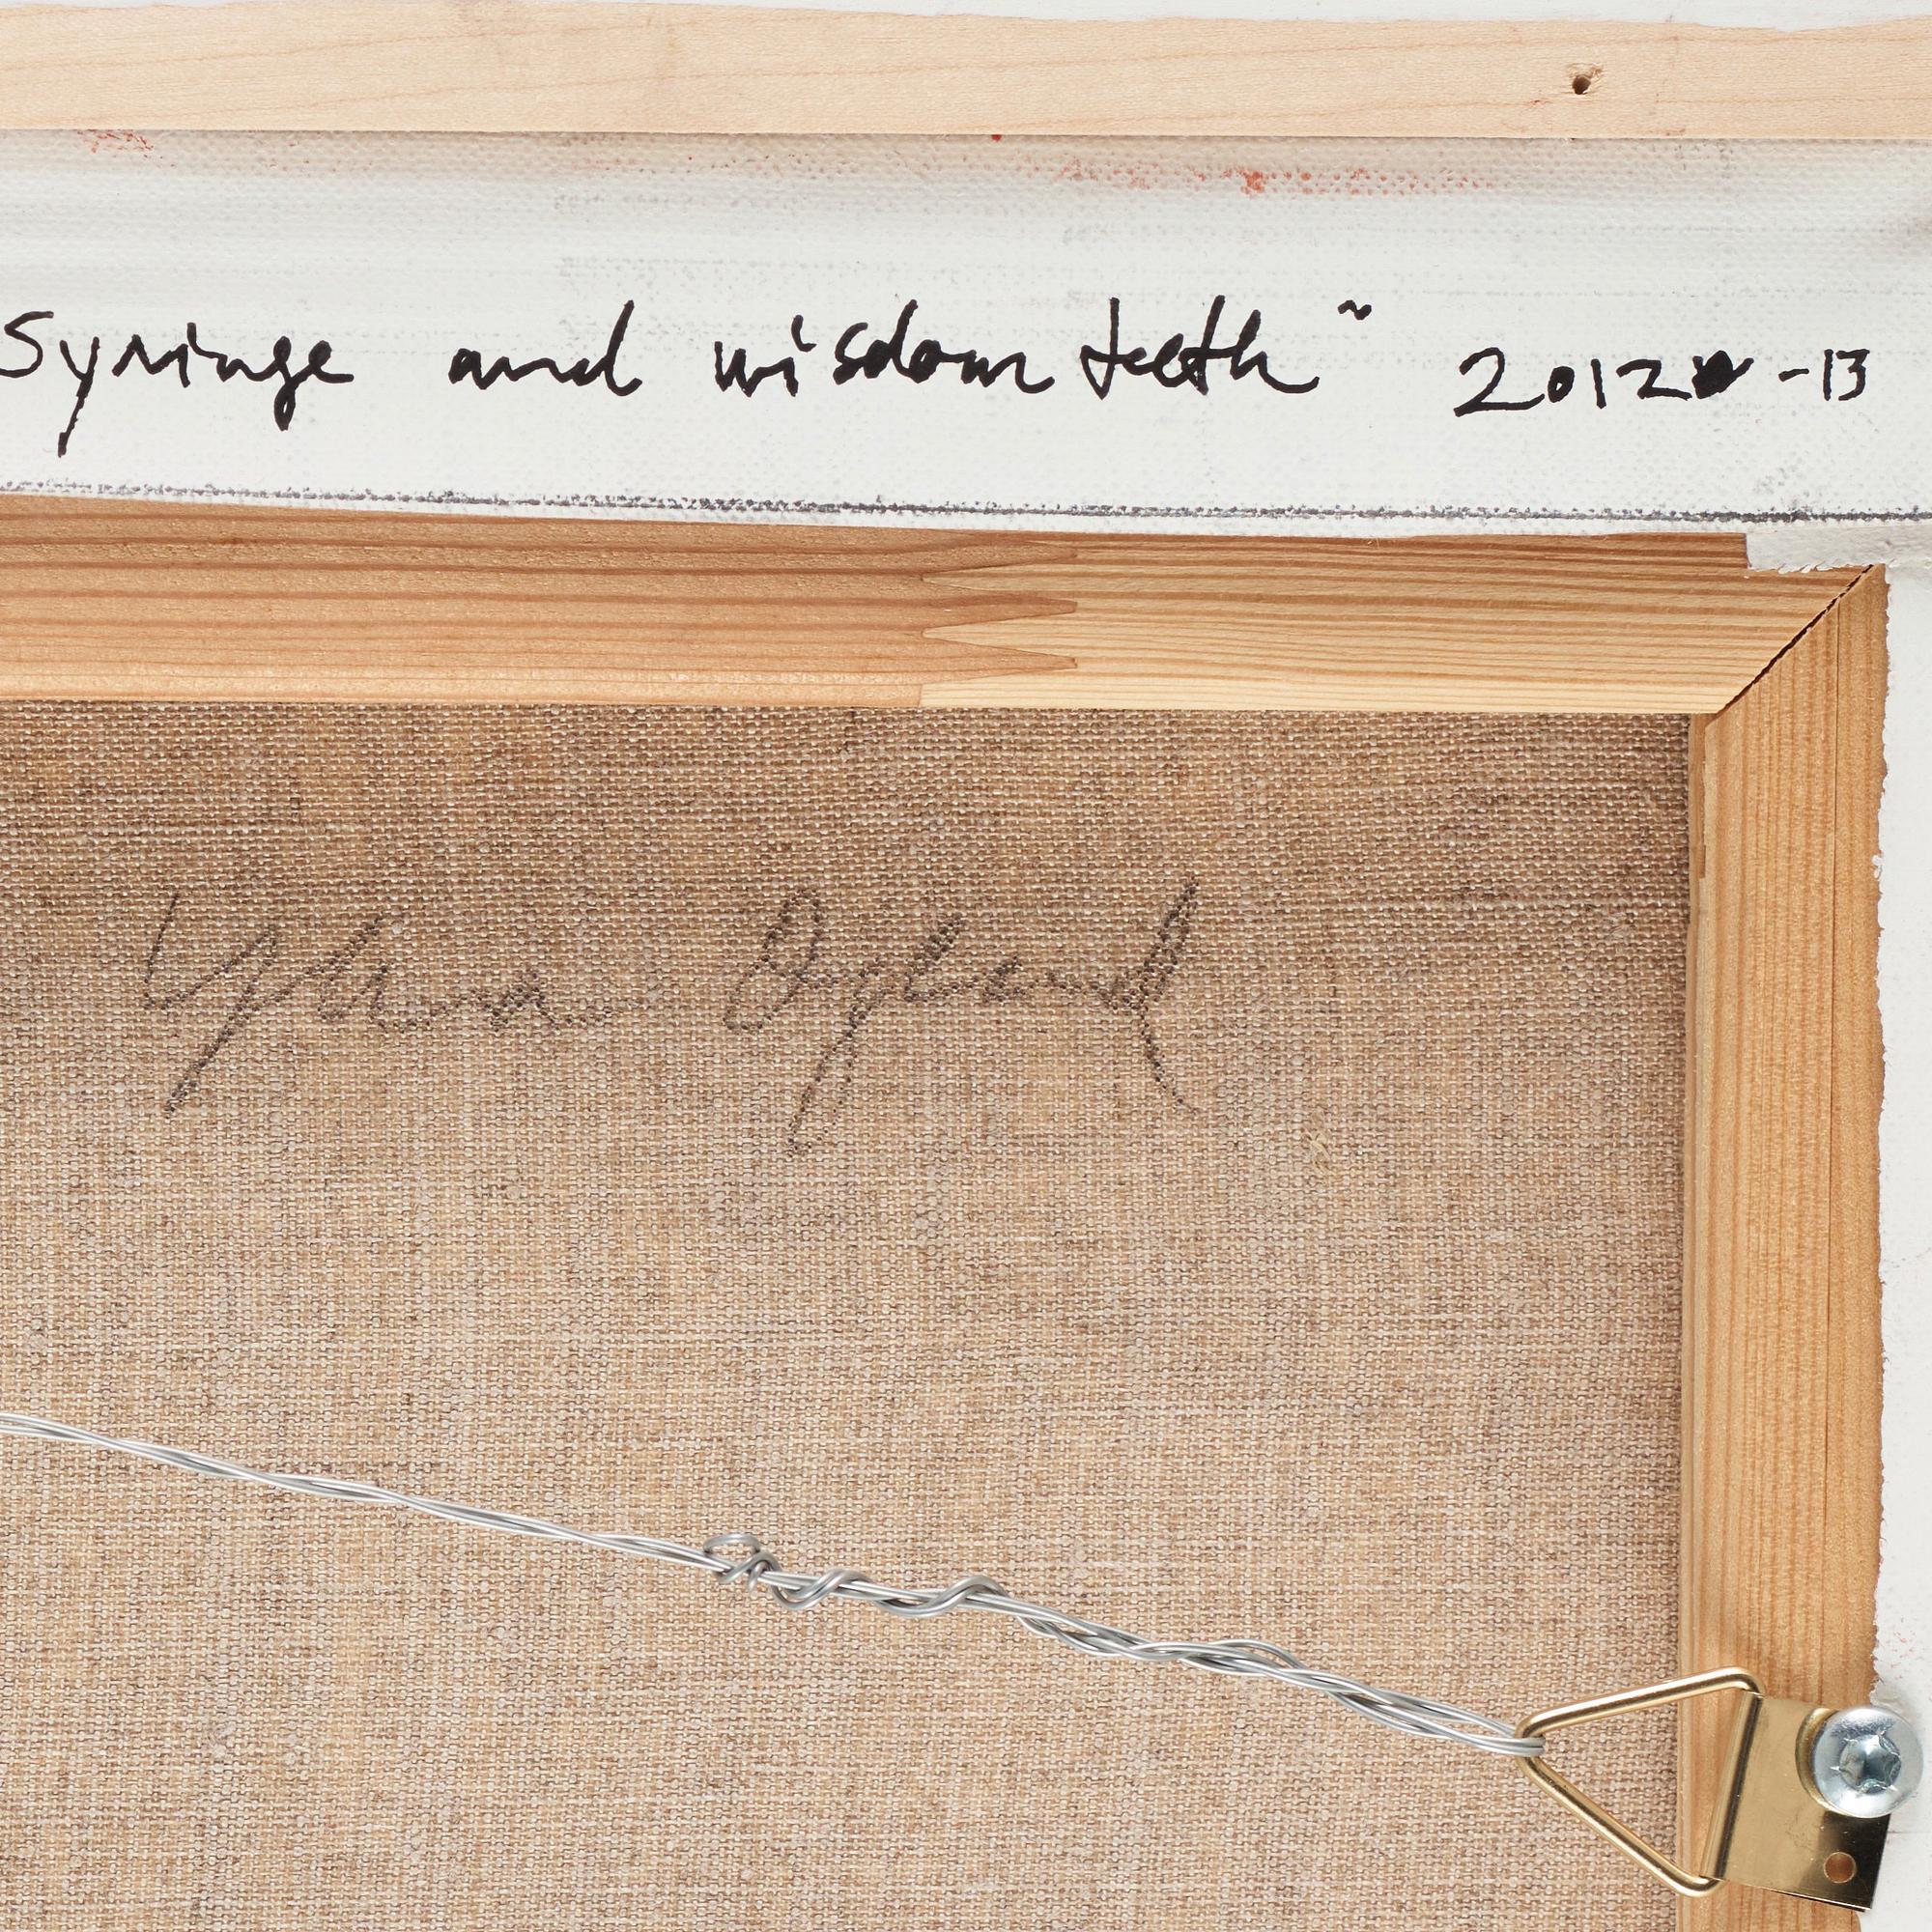 Syringe and wisdom teeth" 2012 -13